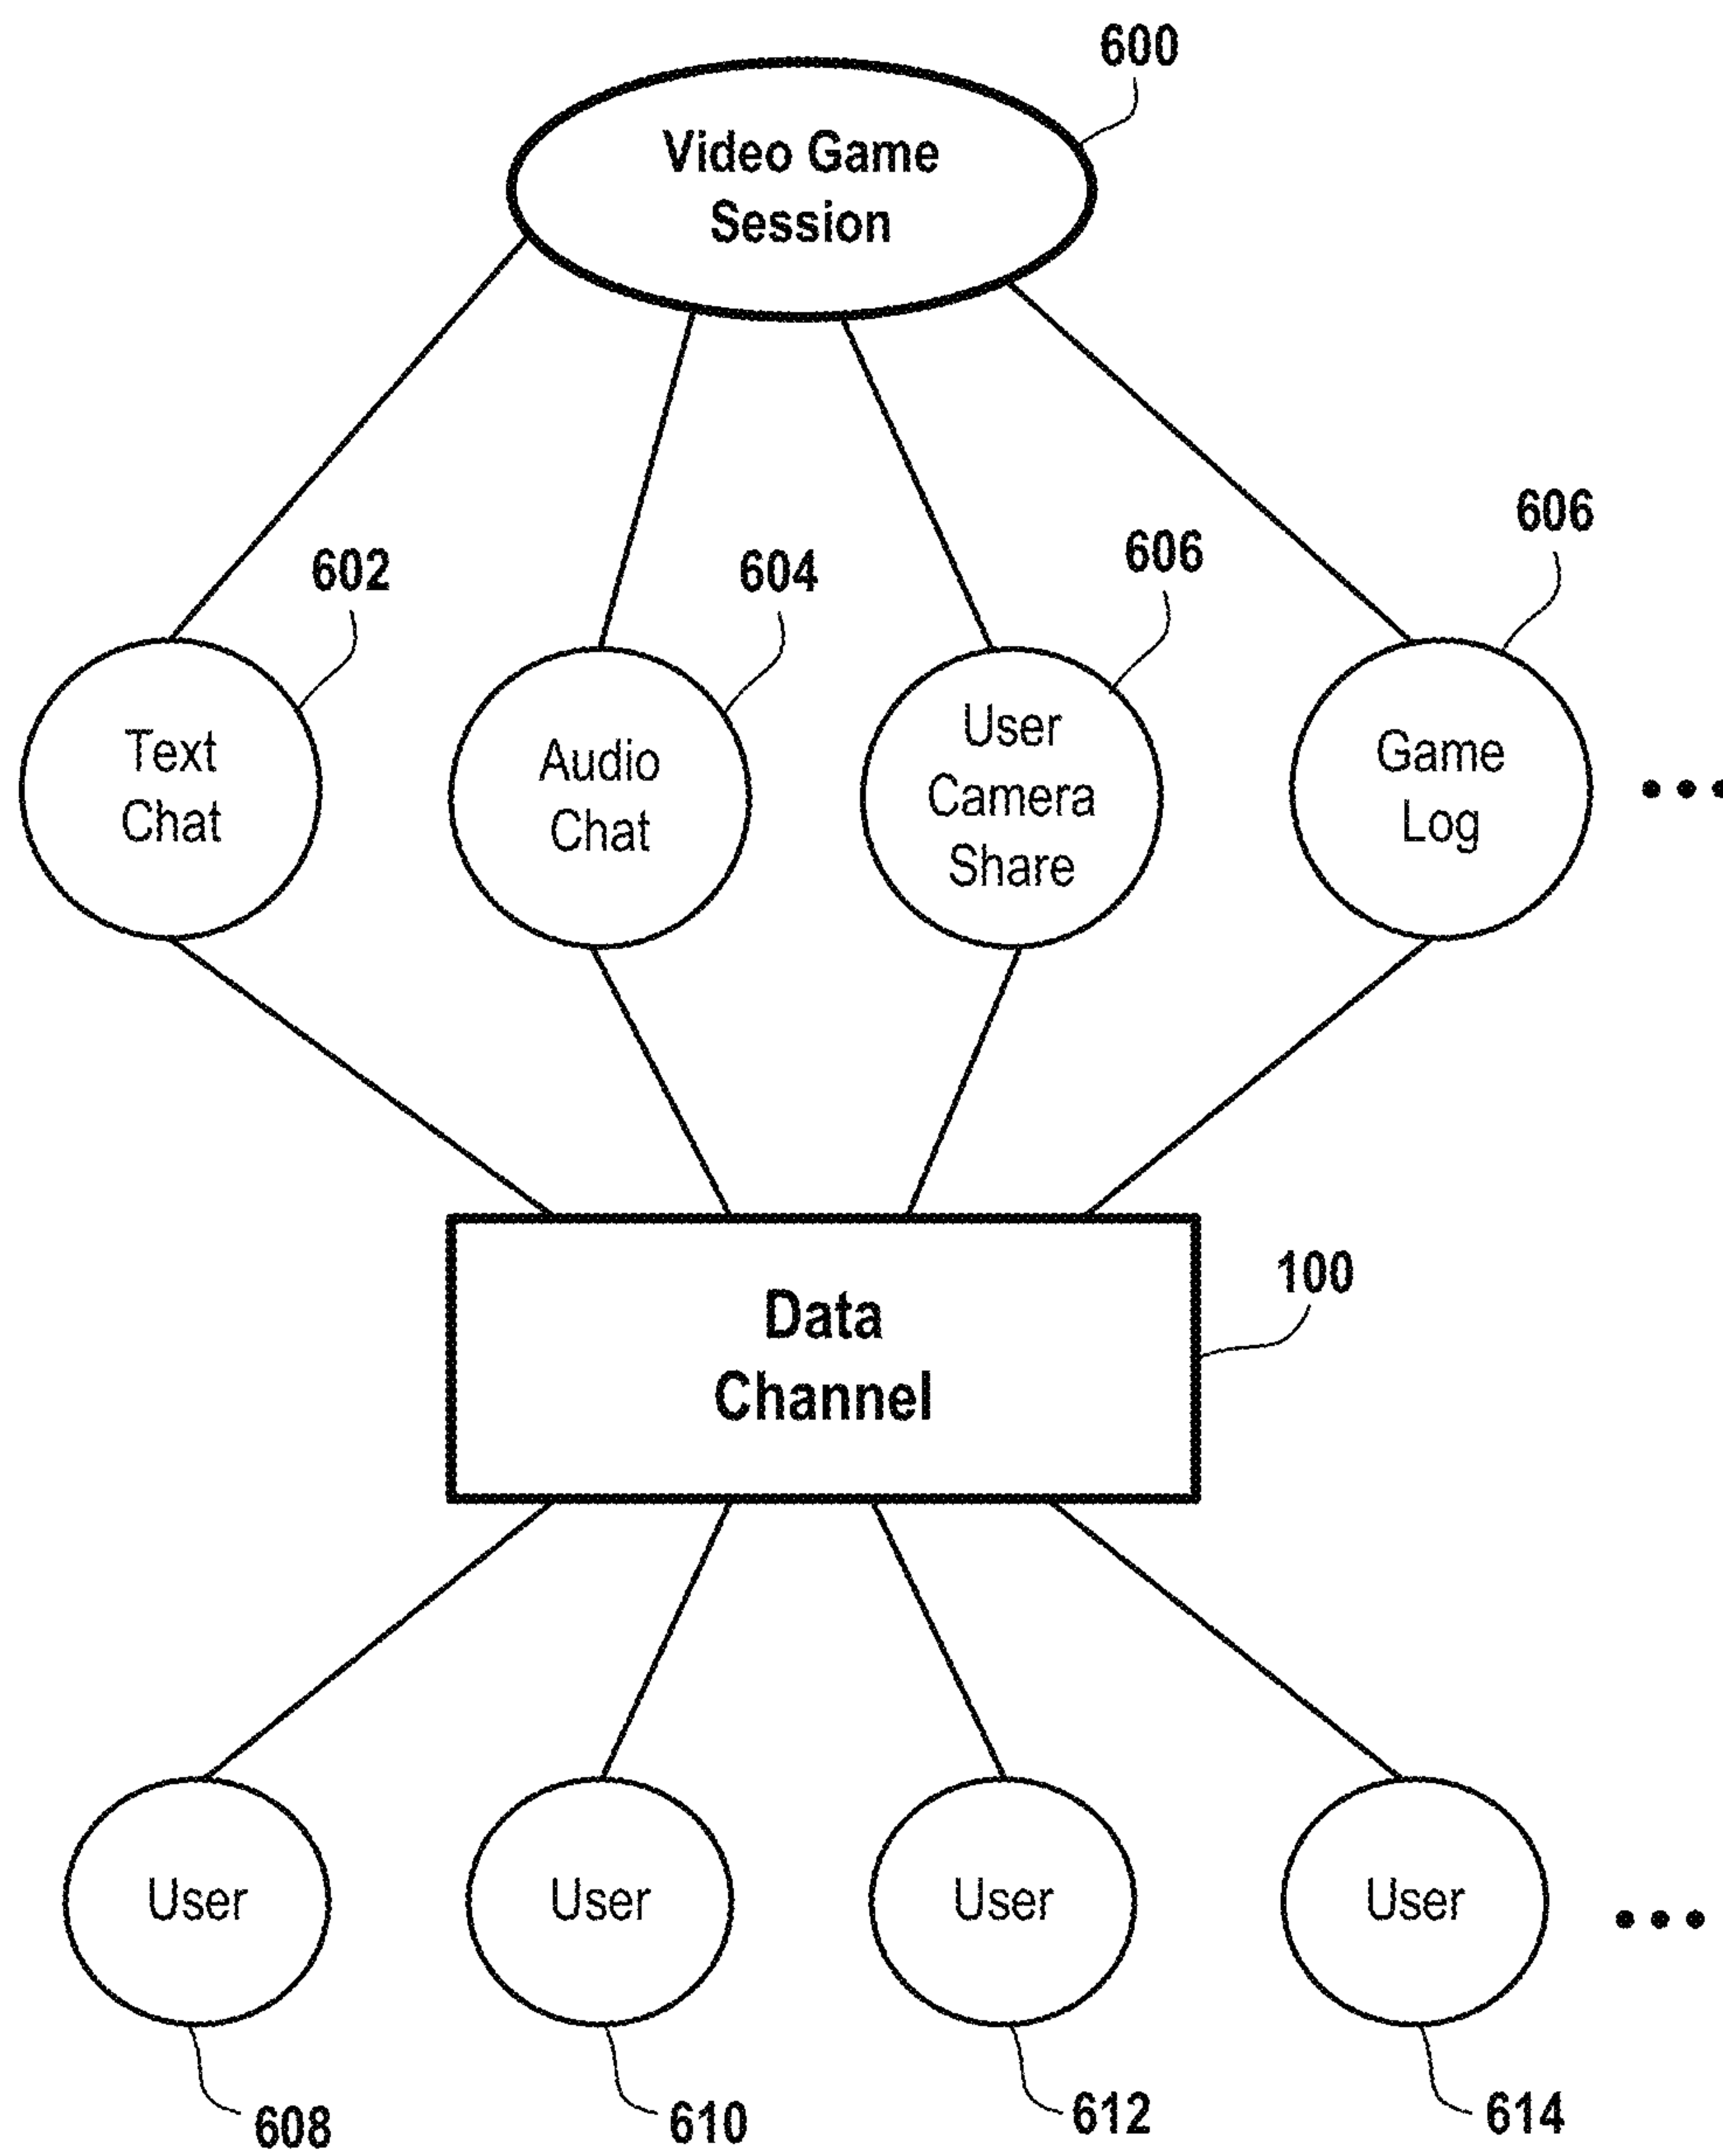 600
Video Game
Session
602
604
606
606
Text
Chat
Audio
Chat
User
Camera
Share
Game
Log
100
Data
Channel
User
User
User
User
608
610
612
614